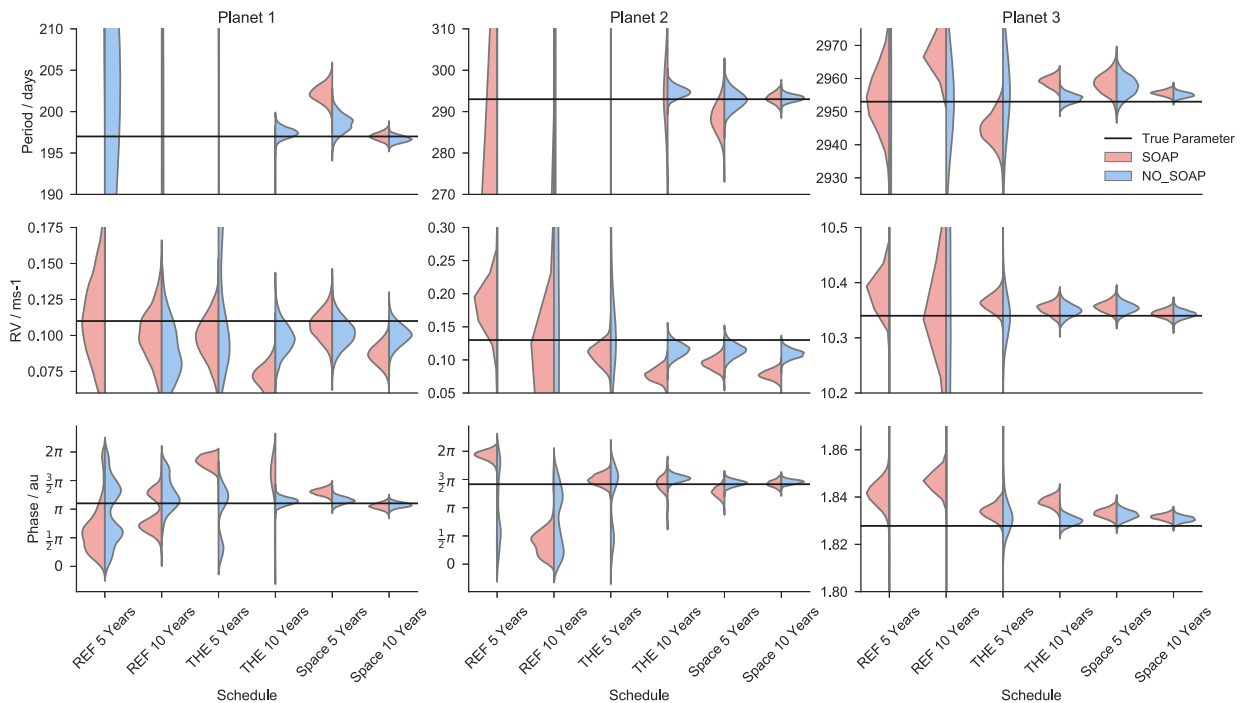 Planet 1
Planet 2
Planet 3
Period / days
210
205
200
195
190
310
300
290
280
270
2970
2960
2950
2940
2930
True Parameter
SOAP
NO_SOAP
RV / ms-1
0.175
0.150
0.125
0.100
0.075
0.30
0.25
0.20
0.15
0.10
0.05
10.5
10.4
10.3
10.2
Phase / au
2π
3/2 π
π
1/2 π
0
2π
3/2 π
π
1/2 π
0
1.86
1.84
1.82
1.80
REF 5 Years
REF 10 Years
THE 5 Years
THE 10 Years
Space 5 Years
Space 10 Years
REF 5 Years
REF 10 Years
THE 5 Years
THE 10 Years
Space 5 Years
Space 10 Years
REF 5 Years
REF 10 Years
THE 5 Years
THE 10 Years
Space 5 Years
Space 10 Years
Schedule
Schedule
Schedule